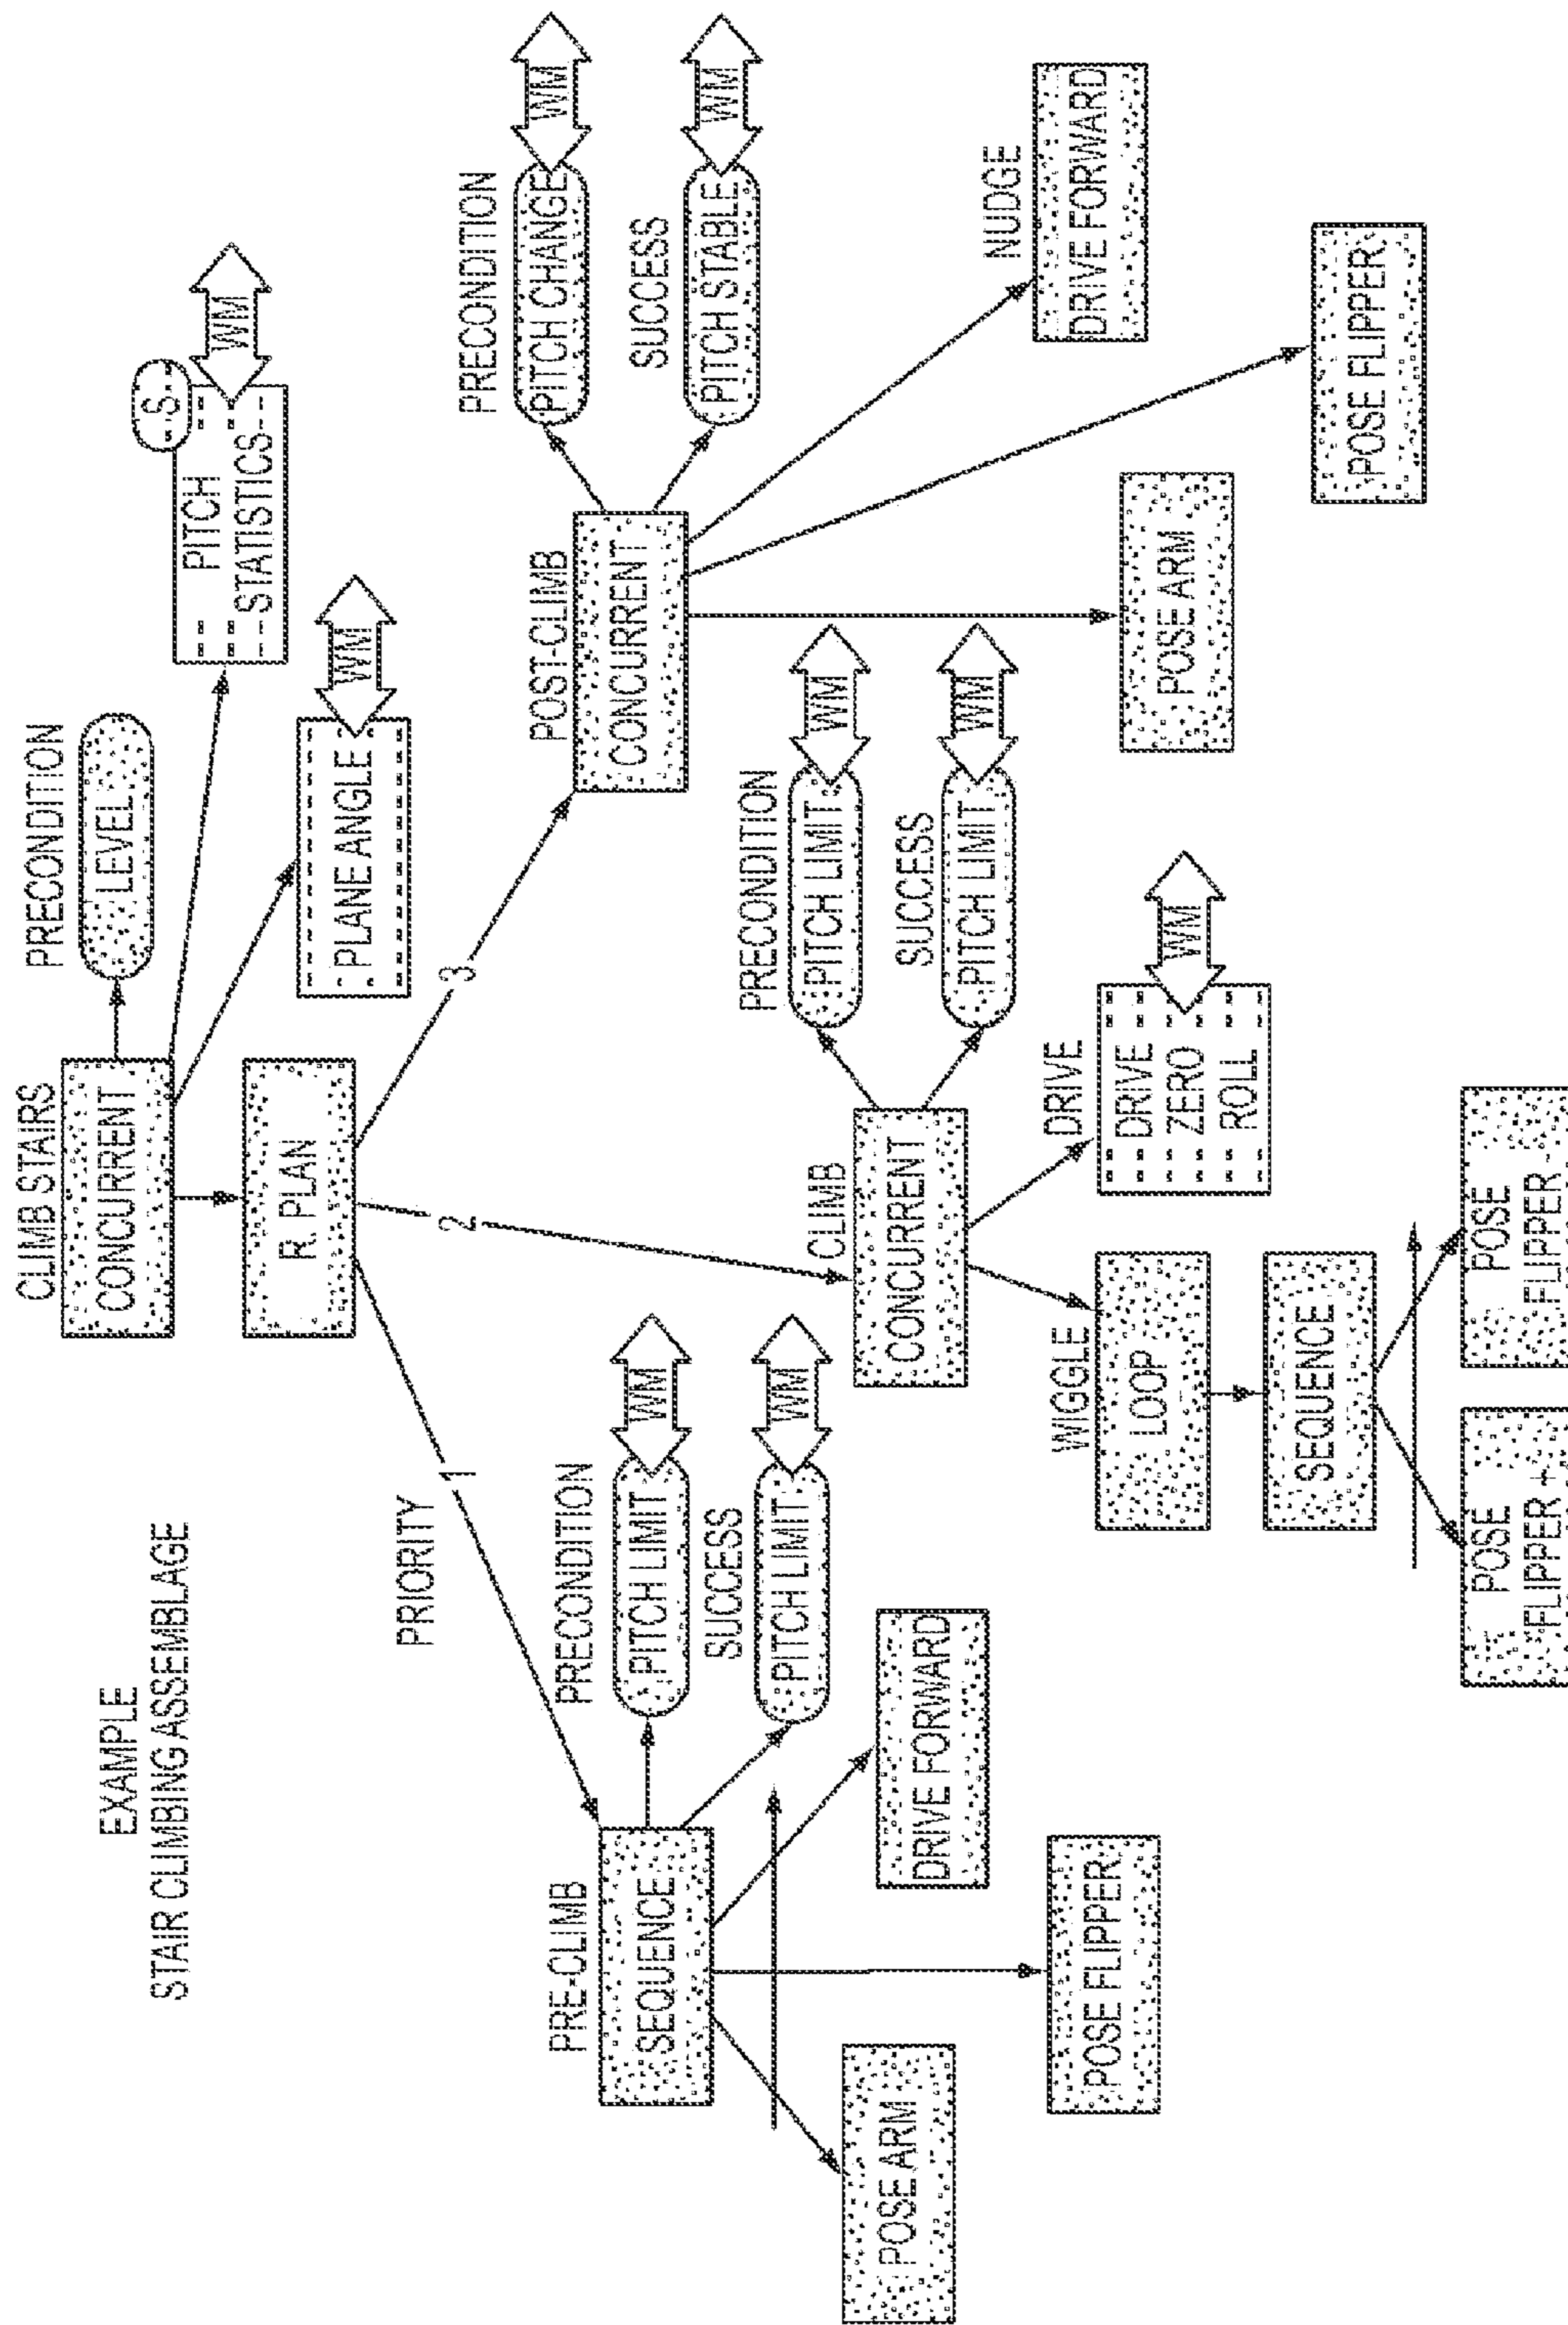 EXAMPLE
STAIR CLIMBING ASSEMBLAGE
CLIMB STAIRS
CONCURRENT
PRECONDITION
LEVEL
PITCH
STATISTICS
S
WM
PLANE ANGLE
WM
R. PLAN
PRIORITY
1
2
3
PRE-CLIMB
SEQUENCE
PRECONDITION
PITCH LIMIT
WM
SUCCESS
PITCH LIMIT
WM
POSE ARM
POSE FLIPPER
DRIVE FORWARD
CLIMB
CONCURRENT
PRECONDITION
PITCH LIMIT
WM
SUCCESS
PITCH LIMIT
WM
WIGGLE
LOOP
SEQUENCE
POSE
FLIPPER +
POSE
FLIPPER -
DRIVE
DRIVE
ZERO
ROLL
WM
POST-CLIMB
CONCURRENT
PRECONDITION
PITCH CHANGE
WM
SUCCESS
PITCH STABLE
WM
POSE ARM
POSE FLIPPER
NUDGE
DRIVE FORWARD